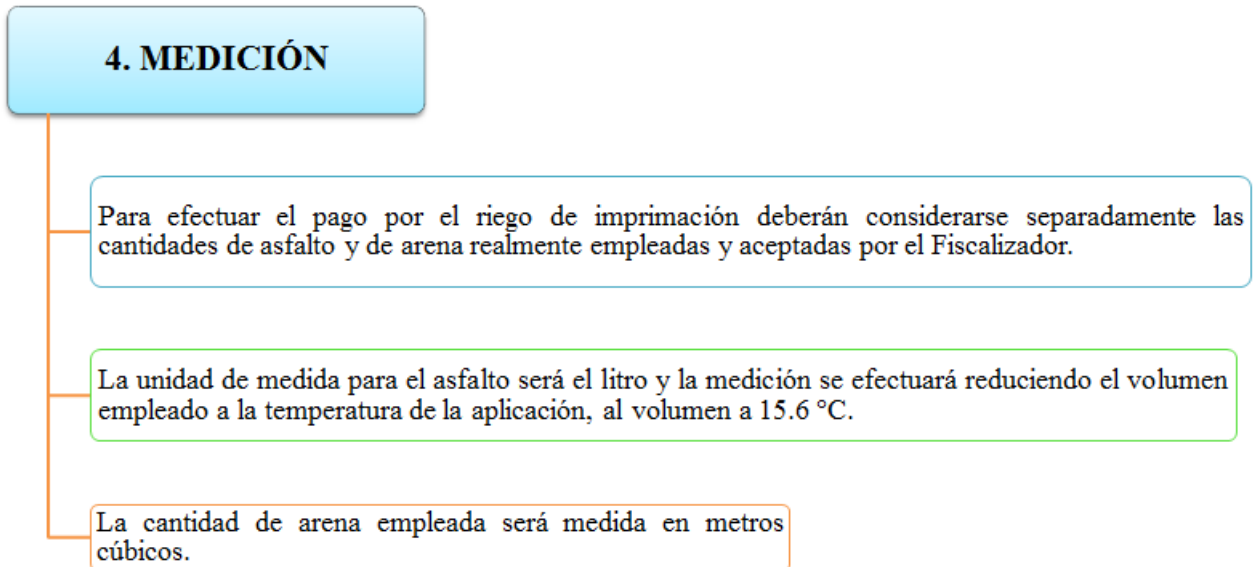 4. MEDICIÓN
Para efectuar el pago por el riego de imprimación deberán considerarse separadamente las
cantidades de asfalto y de arena realmente empleadas y aceptadas por el Fiscalizador.
La unidad de medida para el asfalto será el litro y la medición se efectuará reduciendo el volumen
empleado a la temperatura de la aplicación, al volumen a 15.6 °C.
La cantidad de arena empleada será medida en metros
cúbicos.